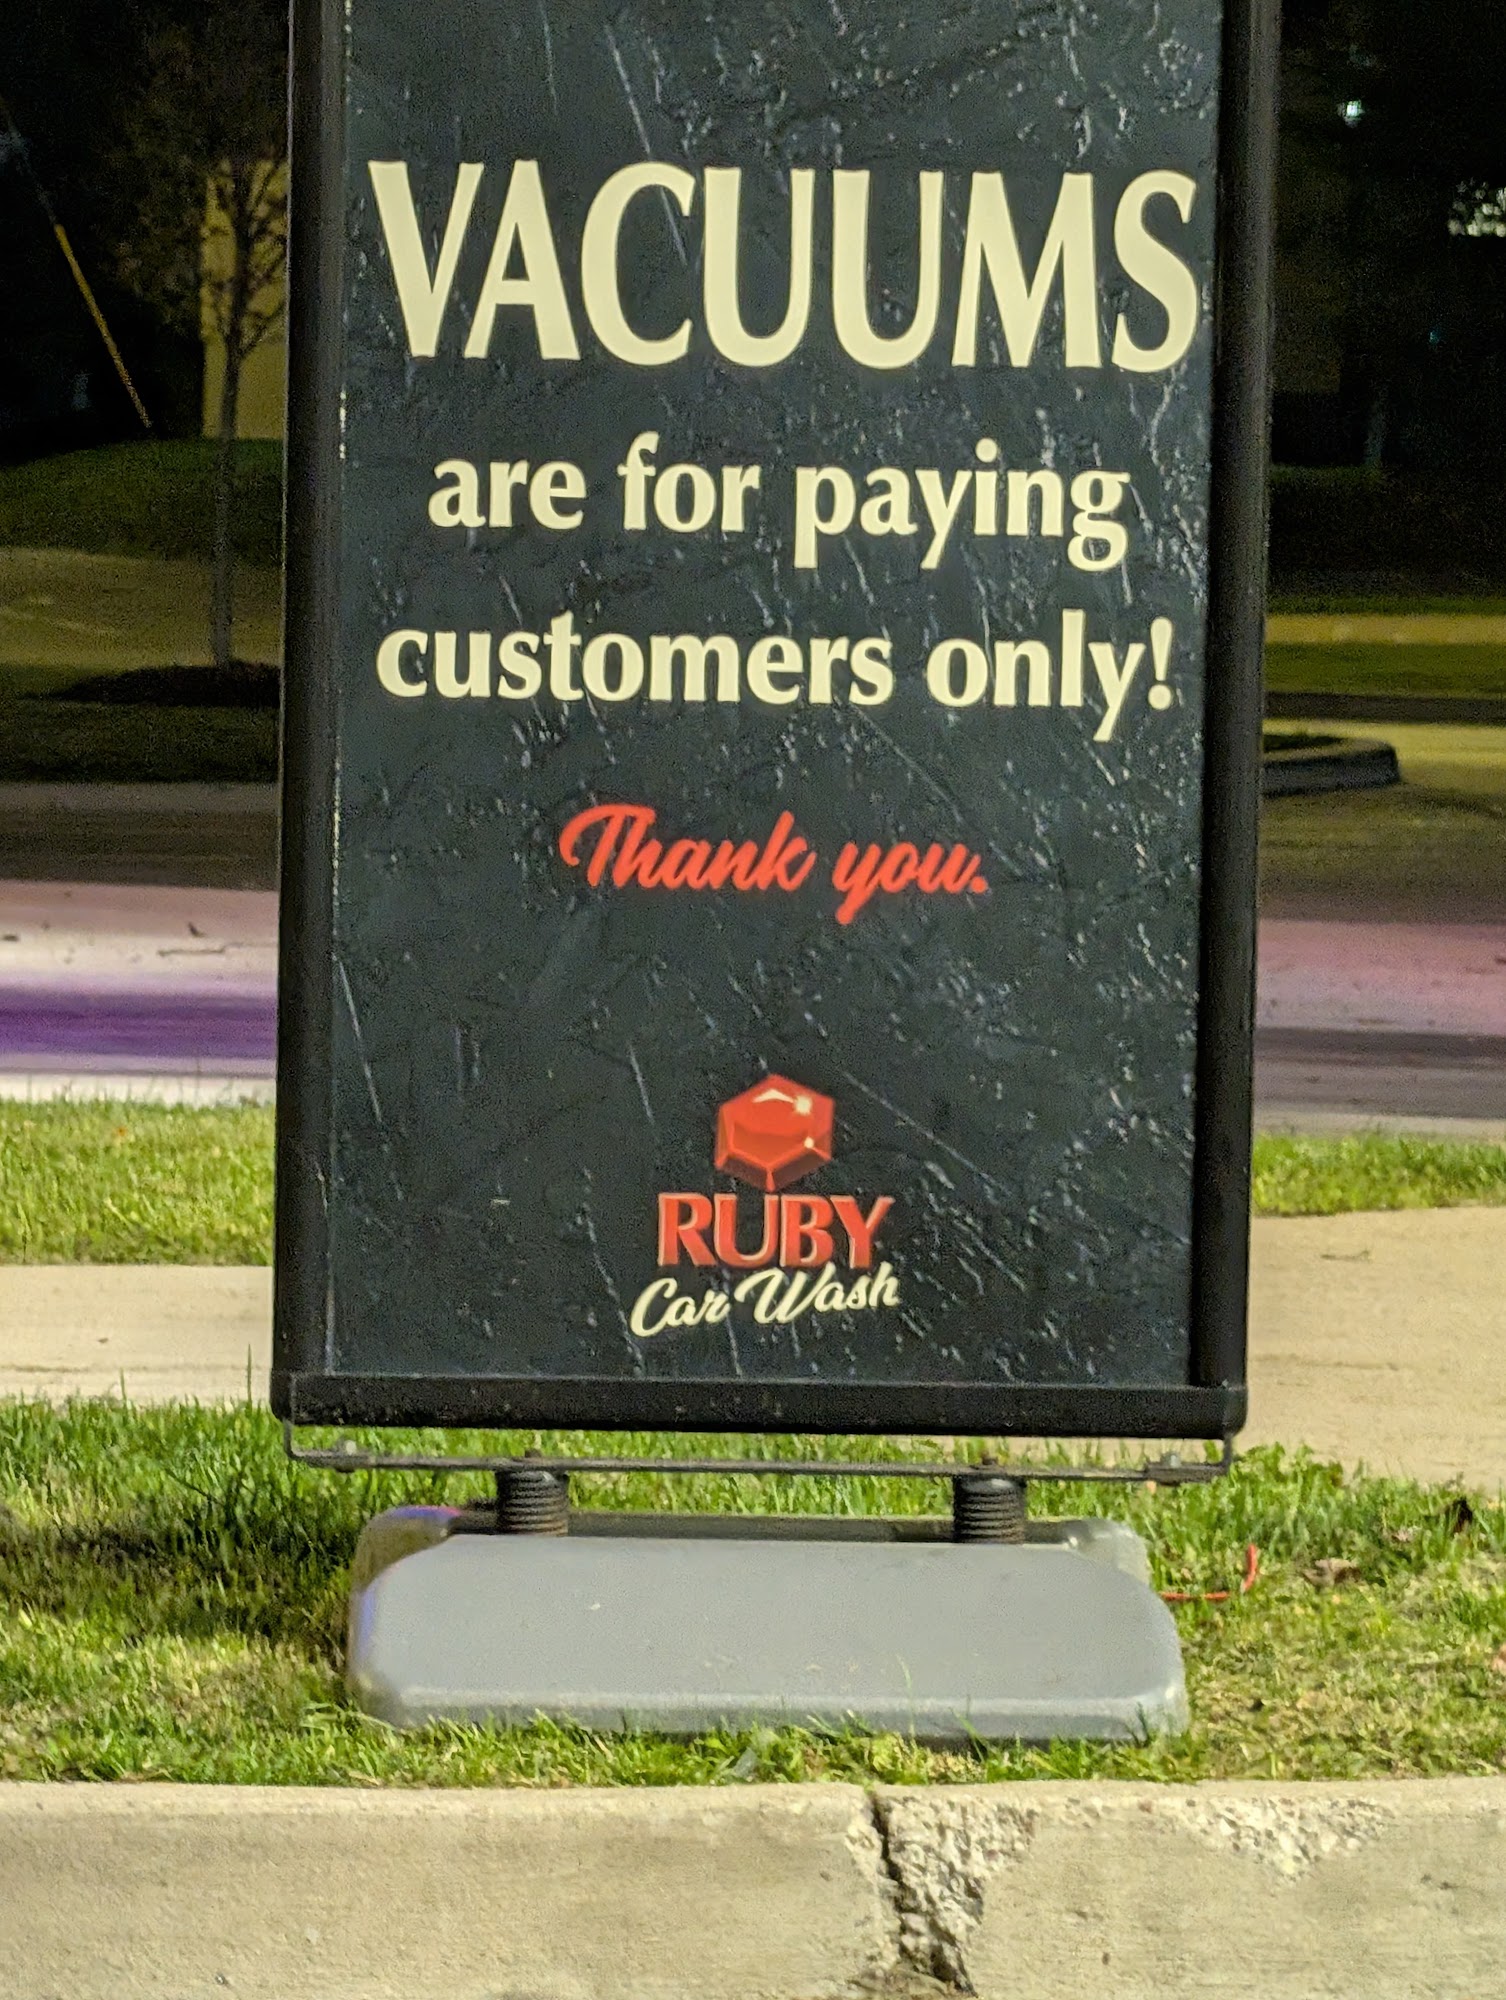 VACUUMS
are for paying
customers only!
Thank you.
RUBY
Car Wash